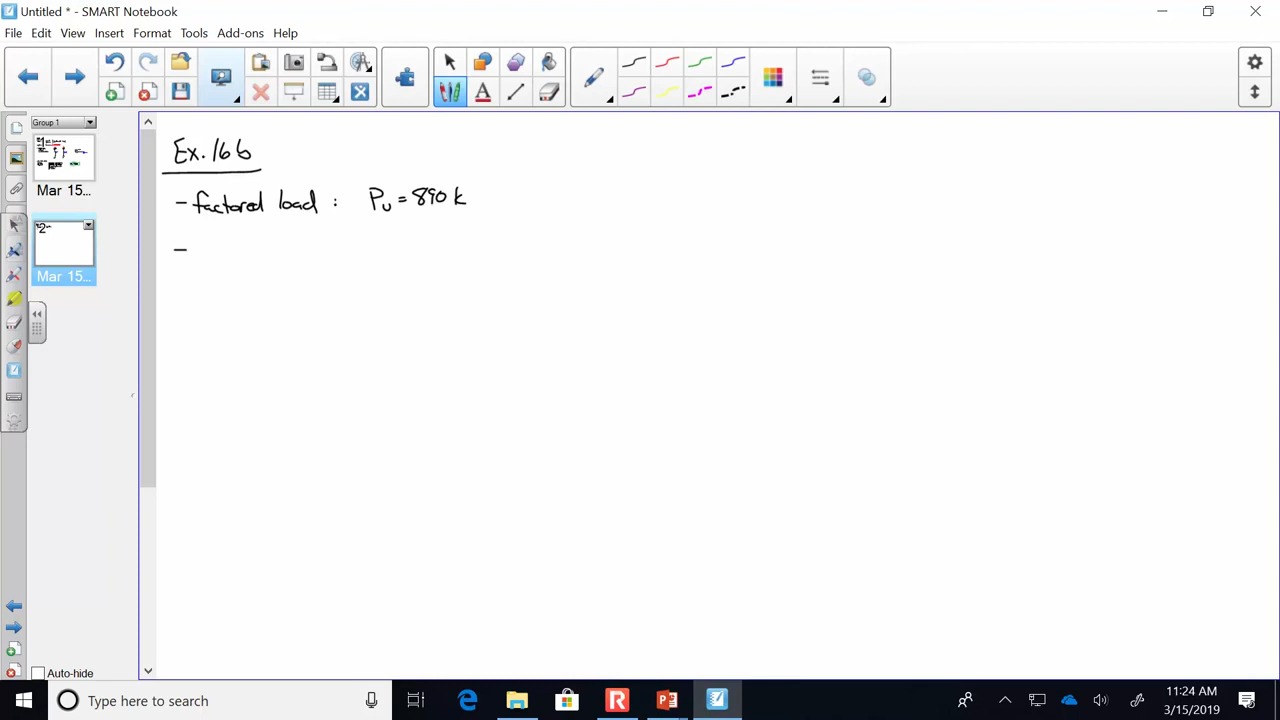 Untitled * - SMART Notebook
File Edit View Insert Format Tools Add-ons Help
Group 1
Mar 15...
Mar 15...
Ex. 16b
- factored load : Pu = 890 k
-
Auto-hide
Type here to search
11:24 AM
3/15/2019